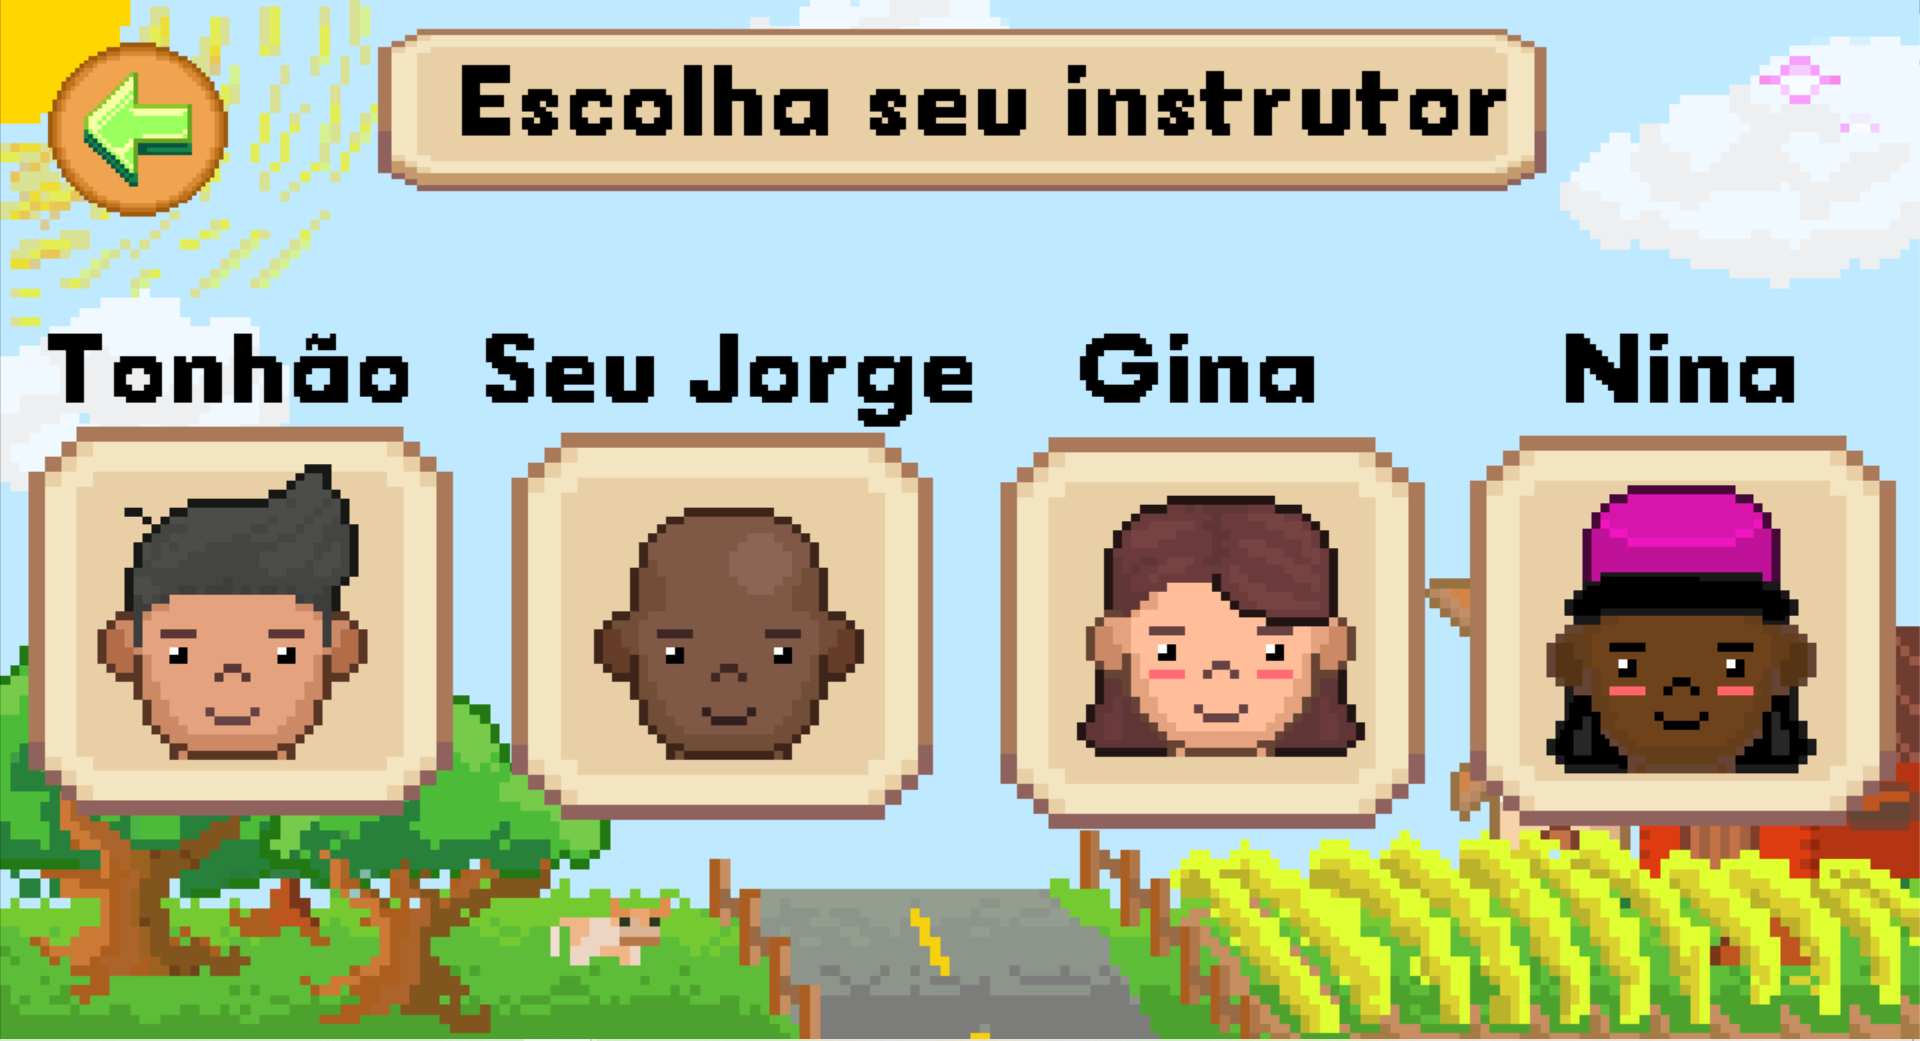 Escolha seu instrutor
Tonhão
Seu Jorge
Gina
Nina